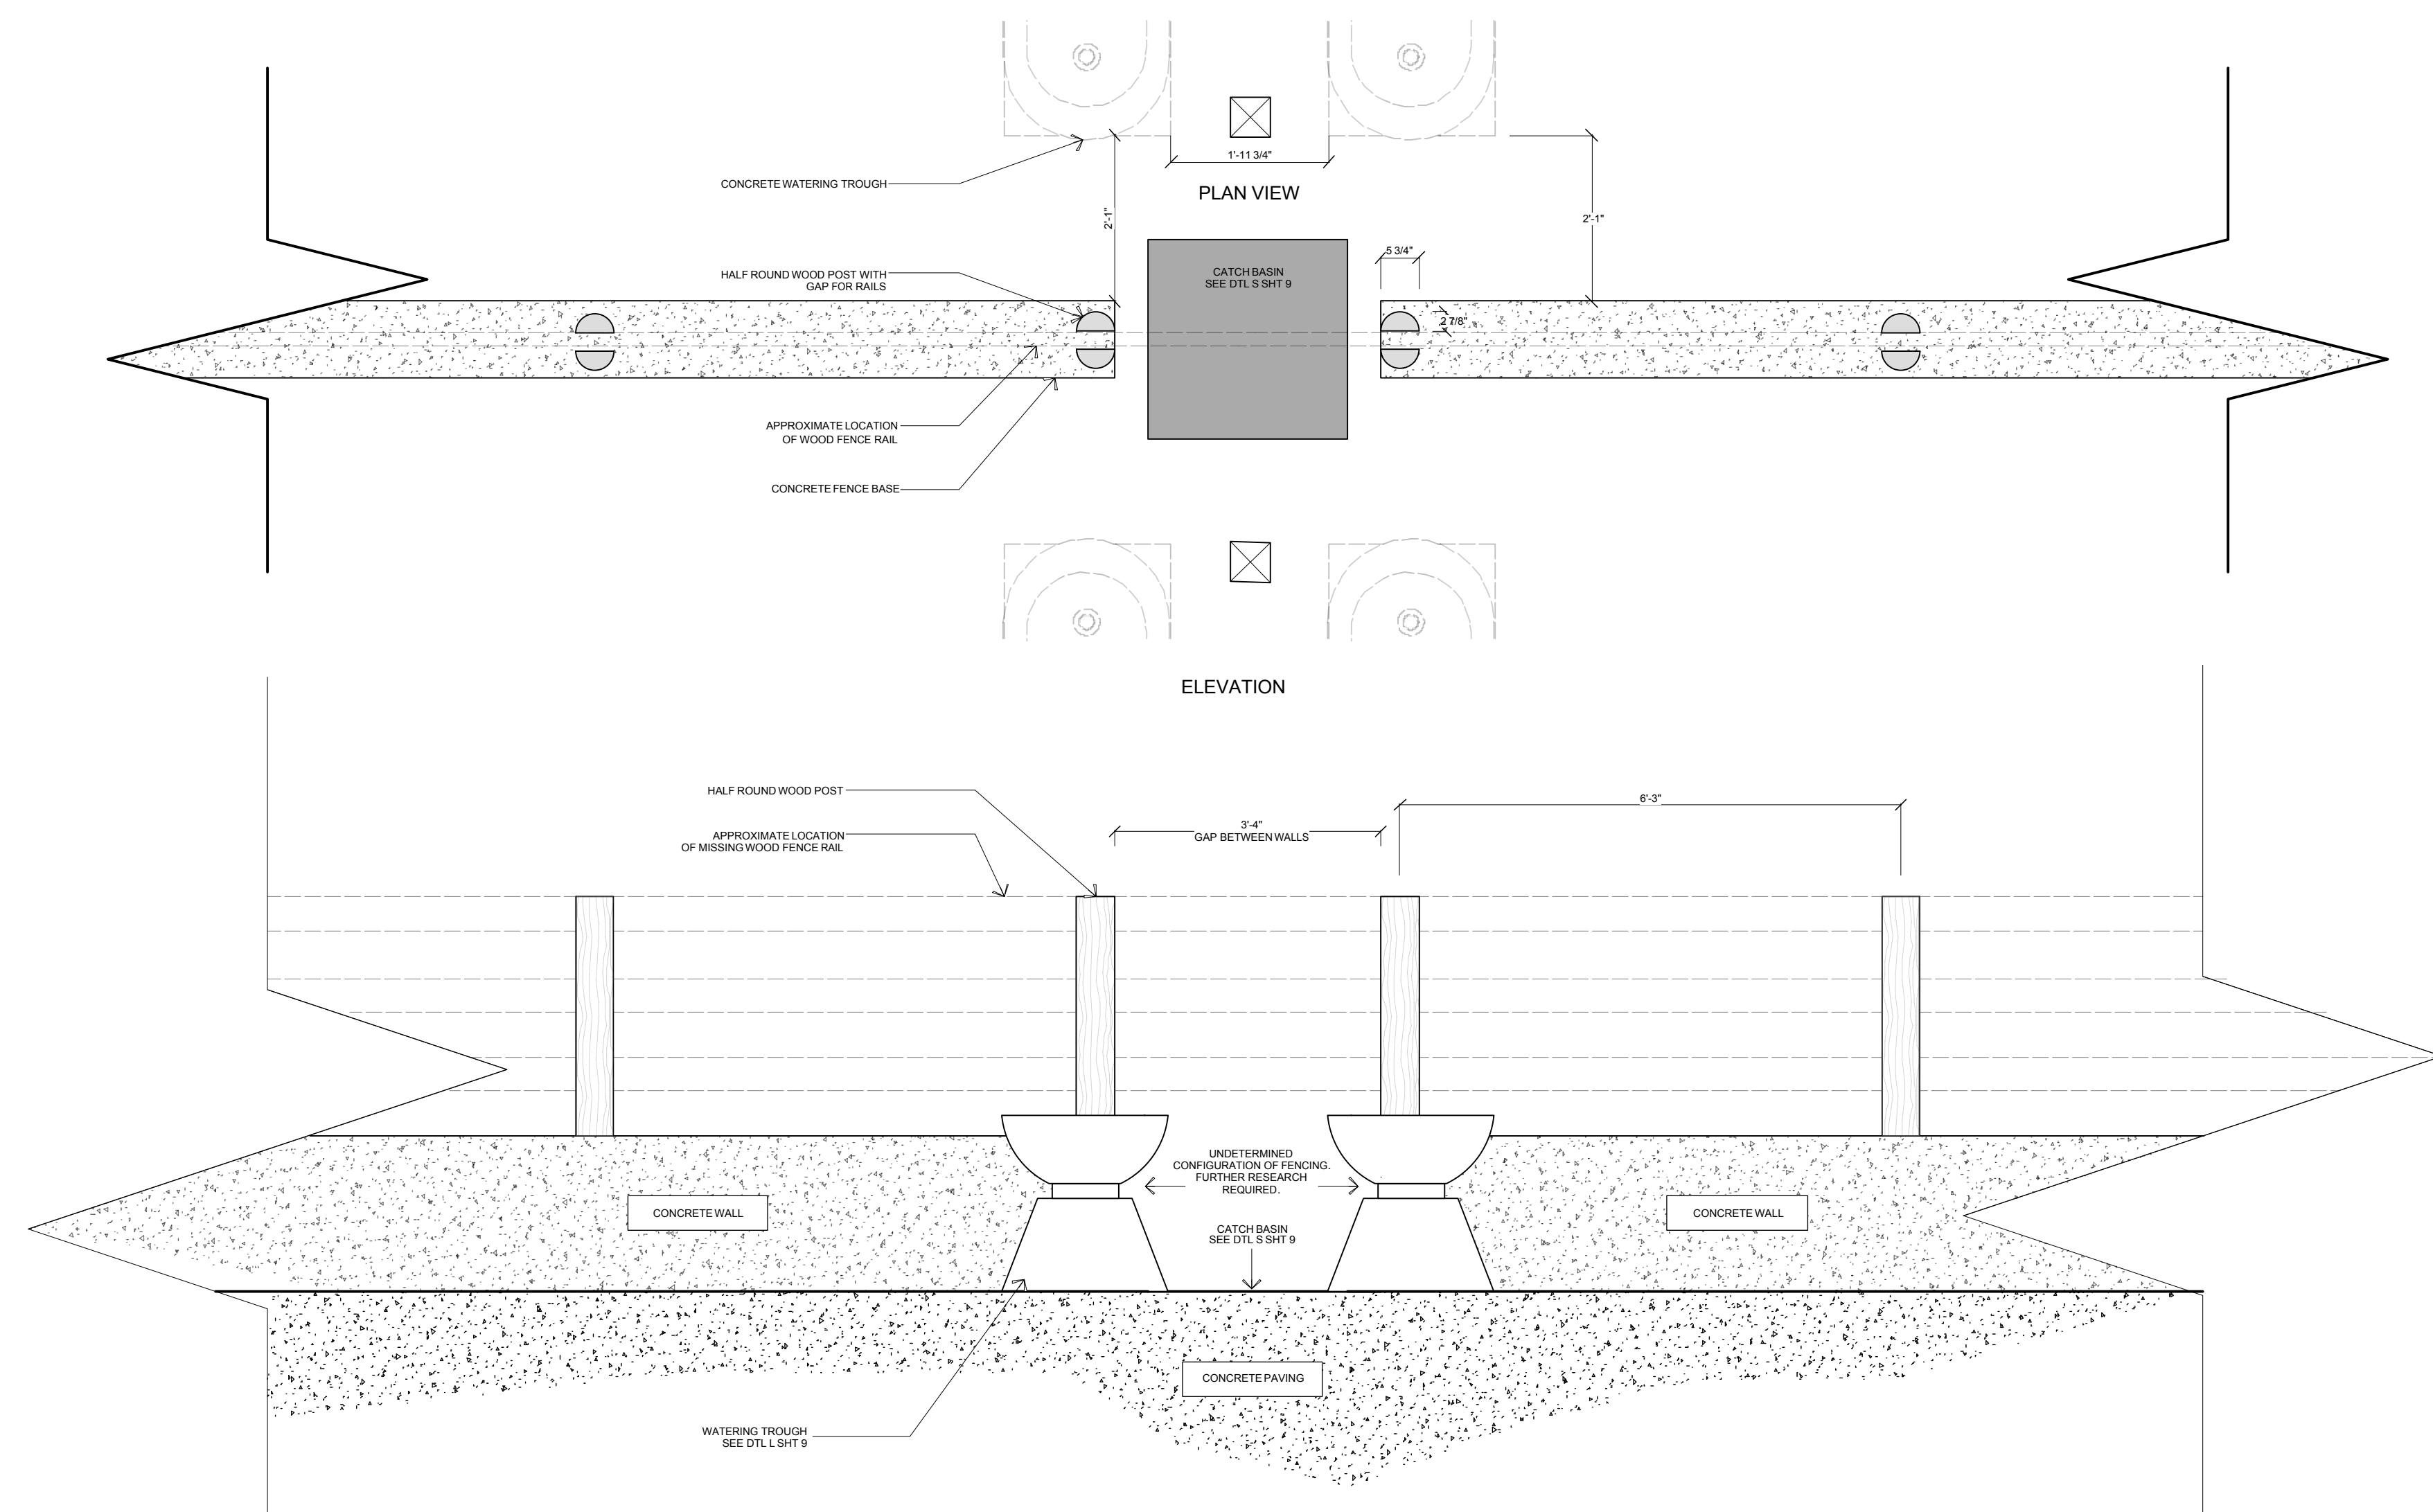 1'-11 3/4"
CONCRETE WATERING TROUGH
PLAN VIEW
2'-1"
2'-1"
5 3/4"
HALF ROUND WOOD POST WITH
GAP FOR RAILS
CATCH BASIN
SEE DTL S SHT 9
2 7/8"
APPROXIMATE LOCATION
OF WOOD FENCE RAIL
CONCRETE FENCE BASE
ELEVATION
HALF ROUND WOOD POST
6'-3"
3'-4"
GAP BETWEEN WALLS
APPROXIMATE LOCATION
OF MISSING WOOD FENCE RAIL
UNDETERMINED
CONFIGURATION OF FENCING.
FURTHER RESEARCH
REQUIRED.
CONCRETE WALL
CONCRETE WALL
CATCH BASIN
SEE DTL S SHT 9
CONCRETE PAVING
WATERING TROUGH
SEE DTL L SHT 9